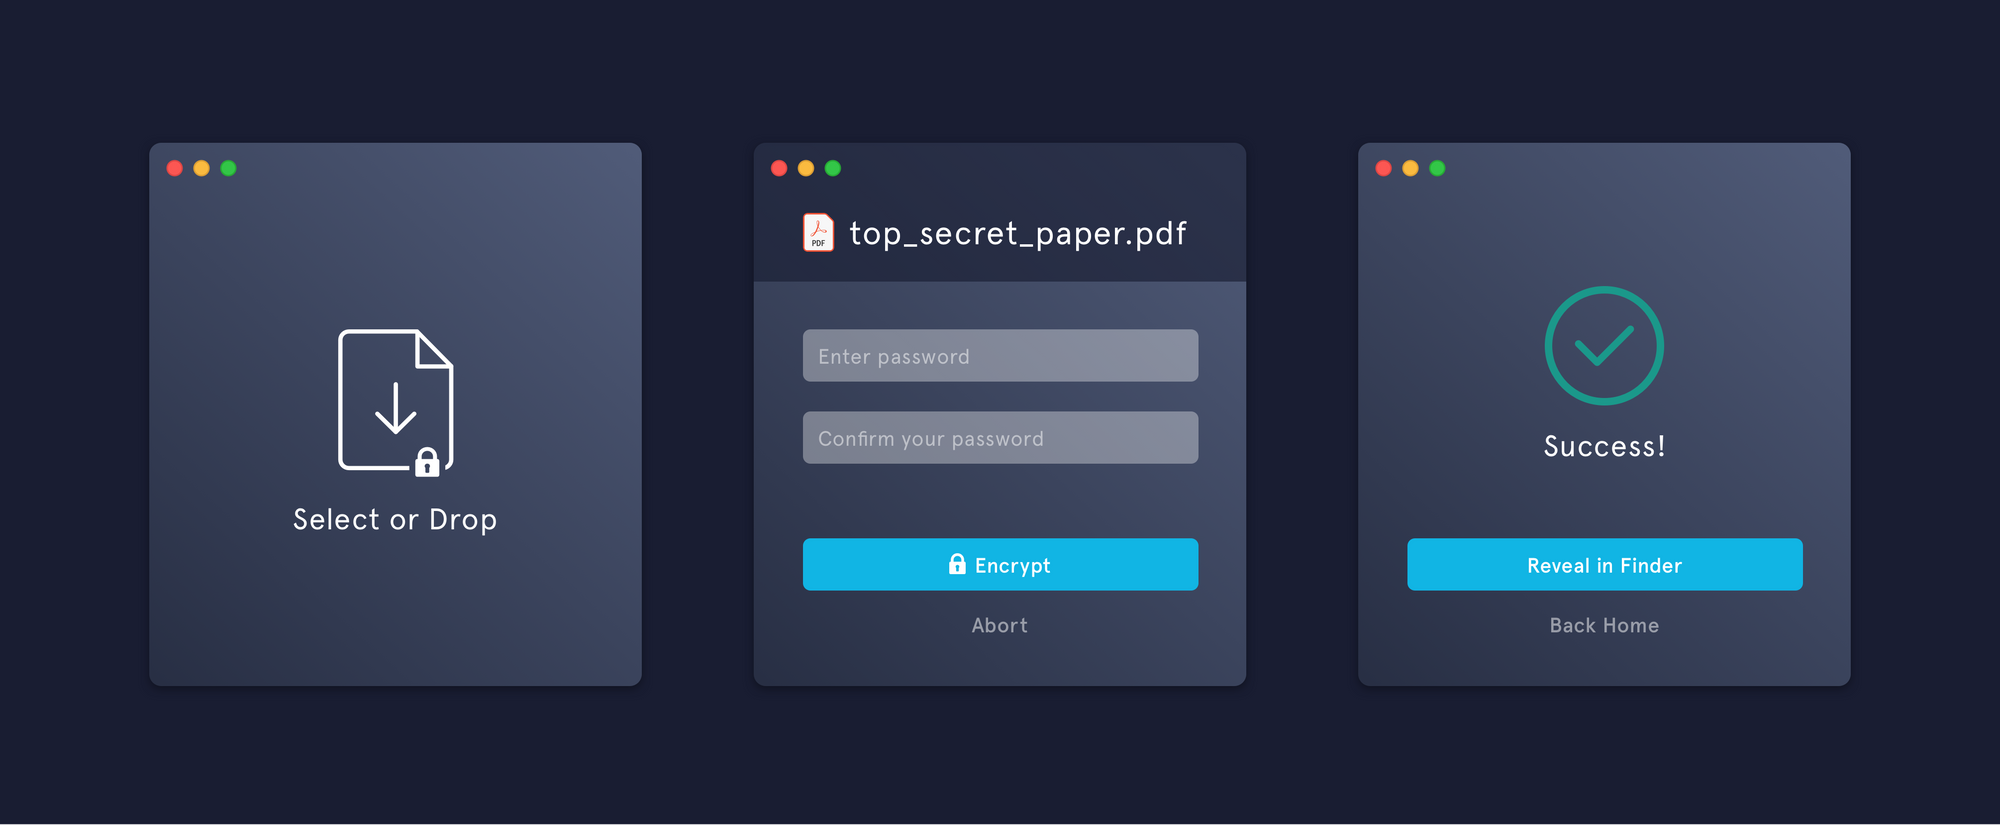 Select or Drop
PDF
top_secret_paper.pdf
Enter password
Confirm your password
Encrypt
Abort
Success!
Reveal in Finder
Back Home